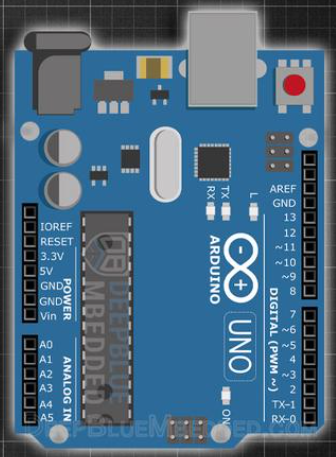 RX
TX
L
AREF
GND
13
12
~11
~10
~9
8
7
~6
~5
4
~3
2
TX-1
RX-0
DIGITAL (PWM ~)
ARDUINO
UNO
ON
IOREF
RESET
3.3V
5V
GND
GND
Vin
POWER
A0
A1
A2
A3
A4
A5
ANALOG IN
DEEPBLUE
MBEDDED
DEEPBLUEMBEDDED.COM